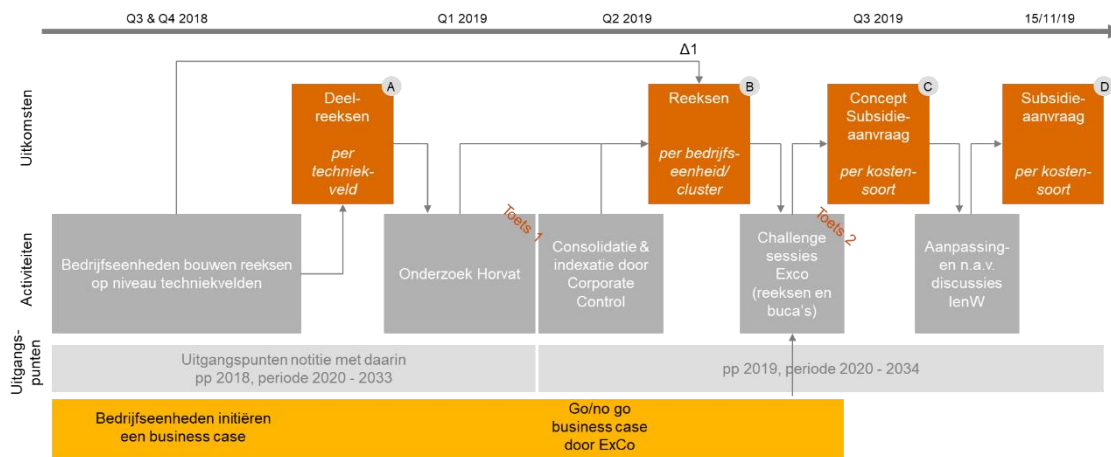 Q3 & Q4 2018
Q1 2019
Q2 2019
Q3 2019
15/11/19
Δ1
Uitkomsten
A
Deel-
reeksen
per
techniek-
veld
B
Reeksen
per bedrijfs-
eenheid/
cluster
C
Concept
Subsidie-
aanvraag
per kosten-
soort
D
Subsidie-
aanvraag
per kosten-
soort
Activiteiten
Bedrijfseenheden bouwen reeksen
op niveau techniekvelden
Onderzoek Horvat
Toets 1
Consolidatie &
indexatie door
Corporate
Control
Challenge
sessies
Exco
(reeksen en
buca's)
Toets 2
Aanpassing-
en n.a.v.
discussies
IenW
Uitgangs-
punten
Uitgangspunten notitie met daarin
pp 2018, periode 2020 - 2033
pp 2019, periode 2020 - 2034
Bedrijfseenheden initiëren
een business case
Go/no go
business case
door ExCo